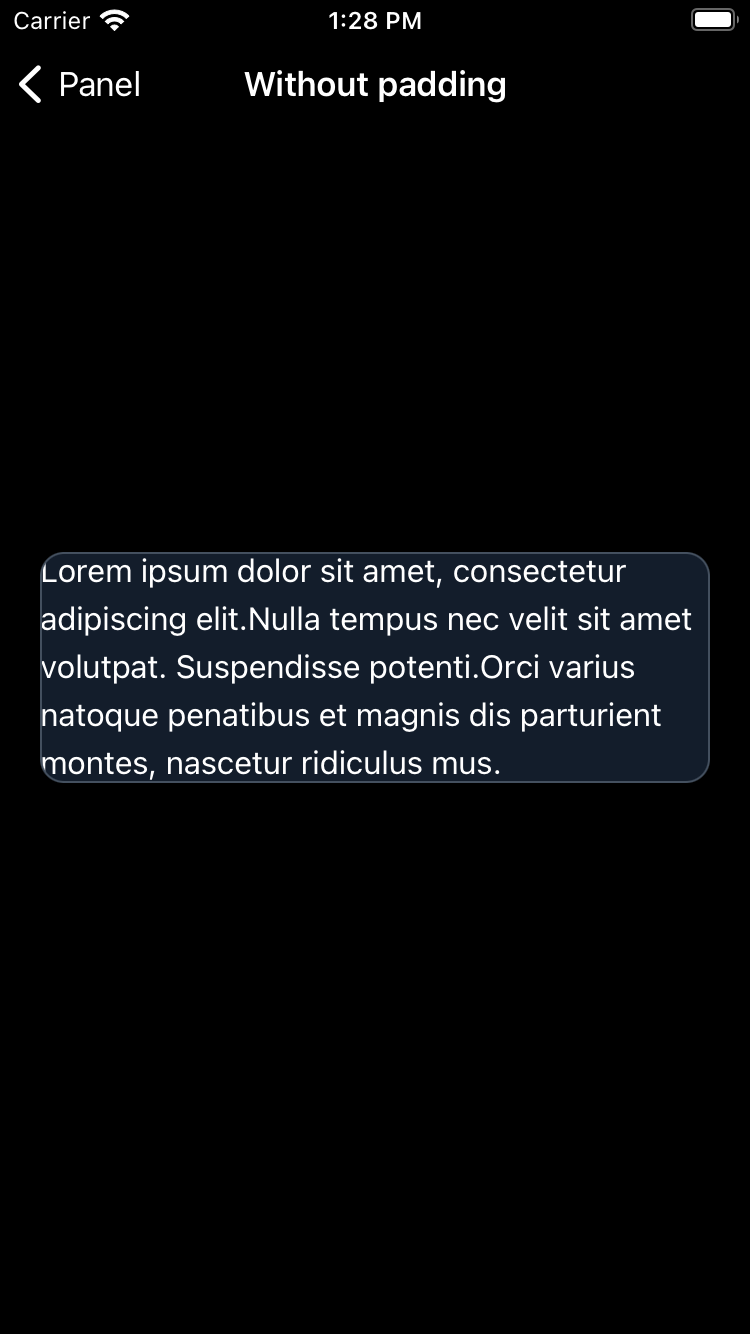 Carrier
1:28 PM
Panel
Without padding
Lorem ipsum dolor sit amet, consectetur
adipiscing elit.Nulla tempus nec velit sit amet
volutpat. Suspendisse potenti.Orci varius
natoque penatibus et magnis dis parturient
montes, nascetur ridiculus mus.